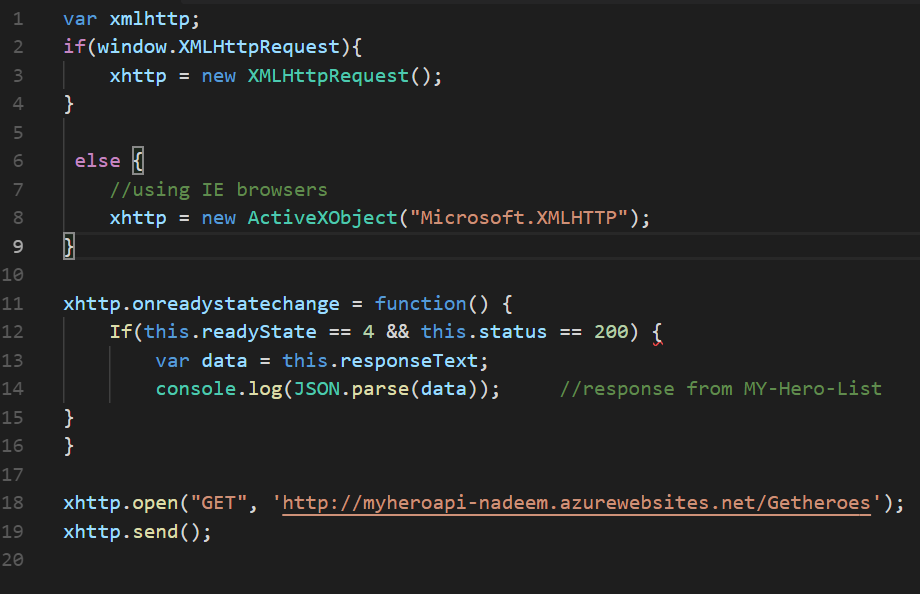 1 var xmlhttp;
2 if(window.XMLHttpRequest){
3     xhttp = new XMLHttpRequest();
4 }
5
6  else {
7     //using IE browsers
8     xhttp = new ActiveXObject("Microsoft.XMLHTTP");
9 }
10
11 xhttp.onreadystatechange = function() {
12     If(this.readyState == 4 && this.status == 200) {
13         var data = this.responseText;
14         console.log(JSON.parse(data));     //response from MY-Hero-List
15 }
16 }
17
18 xhttp.open("GET", 'http://myheroapi-nadeem.azurewebsites.net/Getheroes');
19 xhttp.send();
20